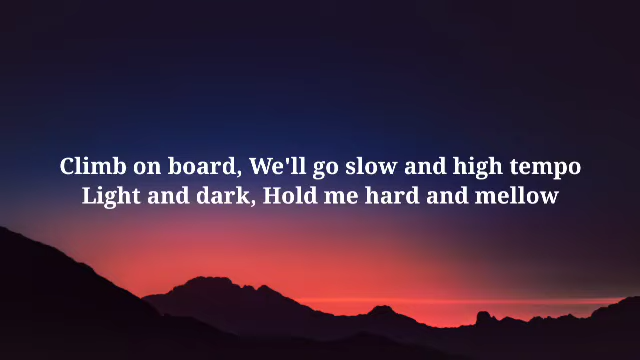 Climb on board, We'll go slow and high tempo
Light and dark, Hold me hard and mellow